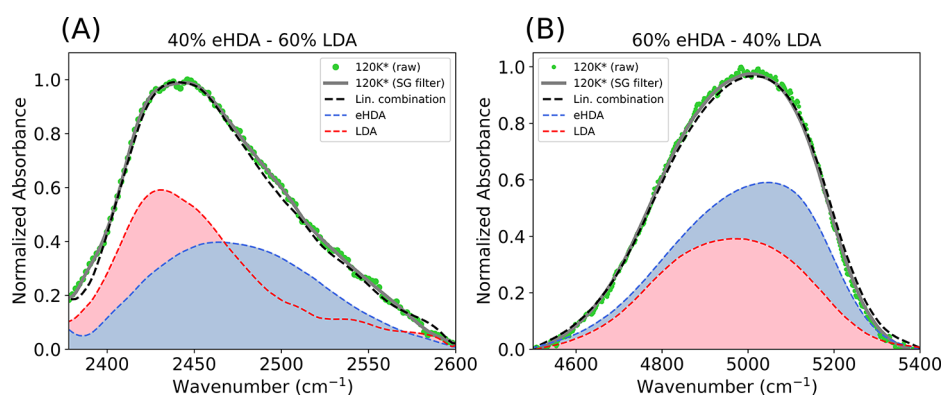 (A)
40% eHDA - 60% LDA
120K* (raw)
120K* (SG filter)
Lin. combination
eHDA
LDA
Normalized Absorbance
1.0
0.8
0.6
0.4
0.2
0.0
2400
2450
2500
2550
2600
Wavenumber (cm⁻¹)
(B)
60% eHDA - 40% LDA
120K* (raw)
120K* (SG filter)
Lin. combination
eHDA
LDA
Normalized Absorbance
1.0
0.8
0.6
0.4
0.2
0.0
4600
4800
5000
5200
5400
Wavenumber (cm⁻¹)